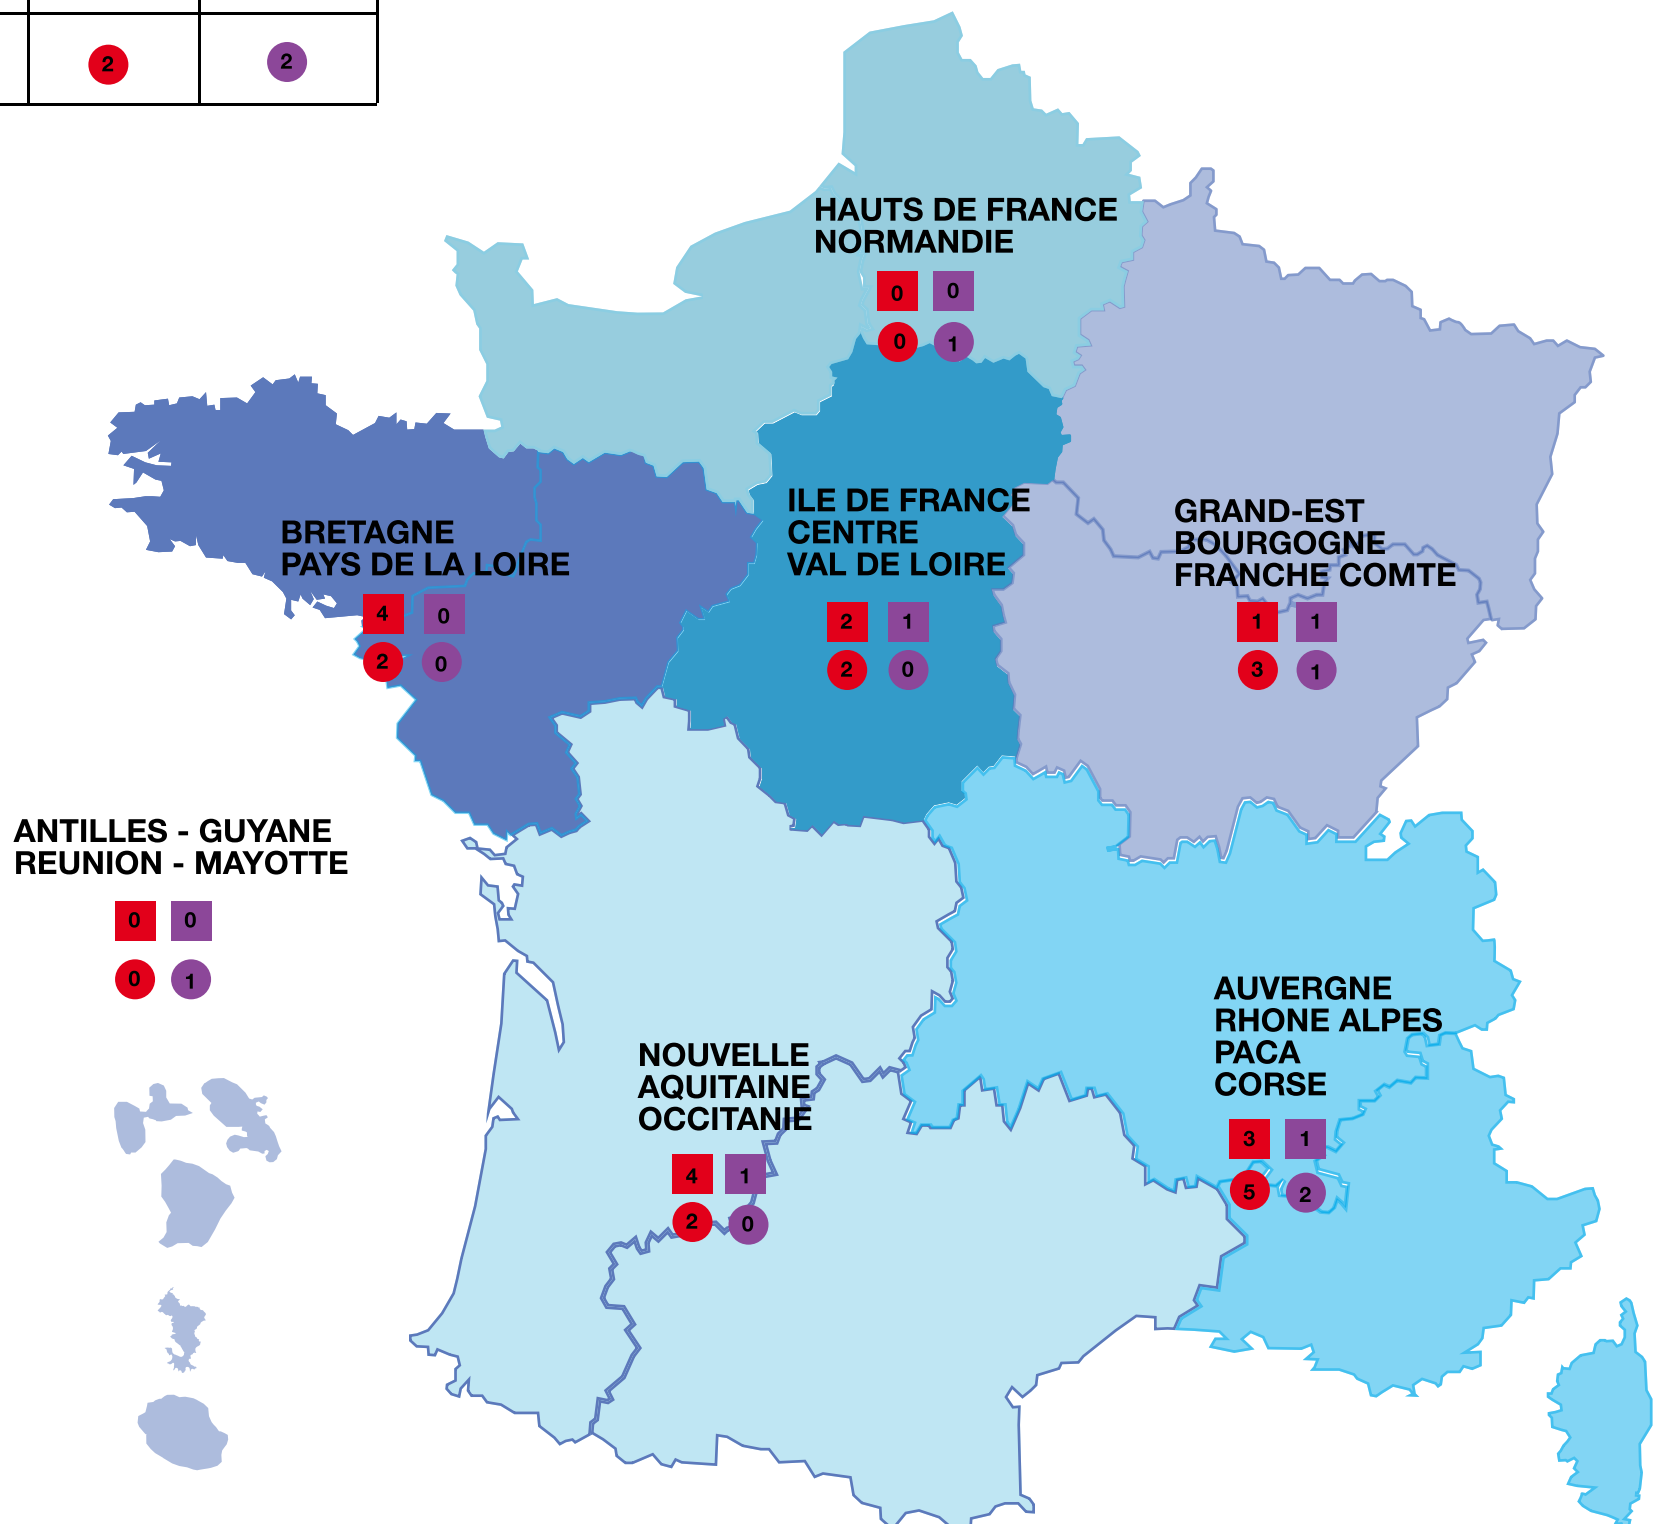 2 2
HAUTS DE FRANCE
NORMANDIE
0 0
0 1
BRETAGNE
PAYS DE LA LOIRE
4 0
2 0
ILE DE FRANCE
CENTRE
VAL DE LOIRE
2 1
2 0
GRAND-EST
BOURGOGNE
FRANCHE COMTE
1 1
3 1
ANTILLES - GUYANE
REUNION - MAYOTTE
0 0
0 1
NOUVELLE
AQUITAINE
OCCITANIE
4 1
2 0
AUVERGNE
RHONE ALPES
PACA
CORSE
3 1
5 2